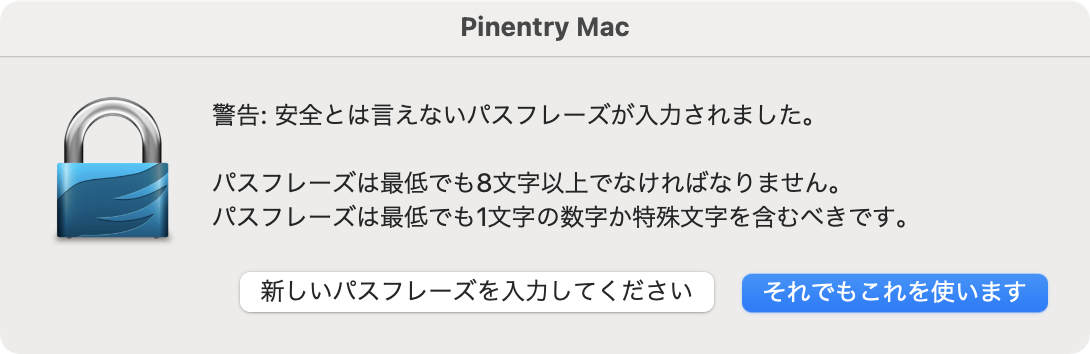 Pinentry Mac
警告: 安全とは言えないパスフレーズが入力されました。
パスフレーズは最低でも8文字以上でなければなりません。
パスフレーズは最低でも1文字の数字か特殊文字を含むべきです。
新しいパスフレーズを入力してください
それでもこれを使います